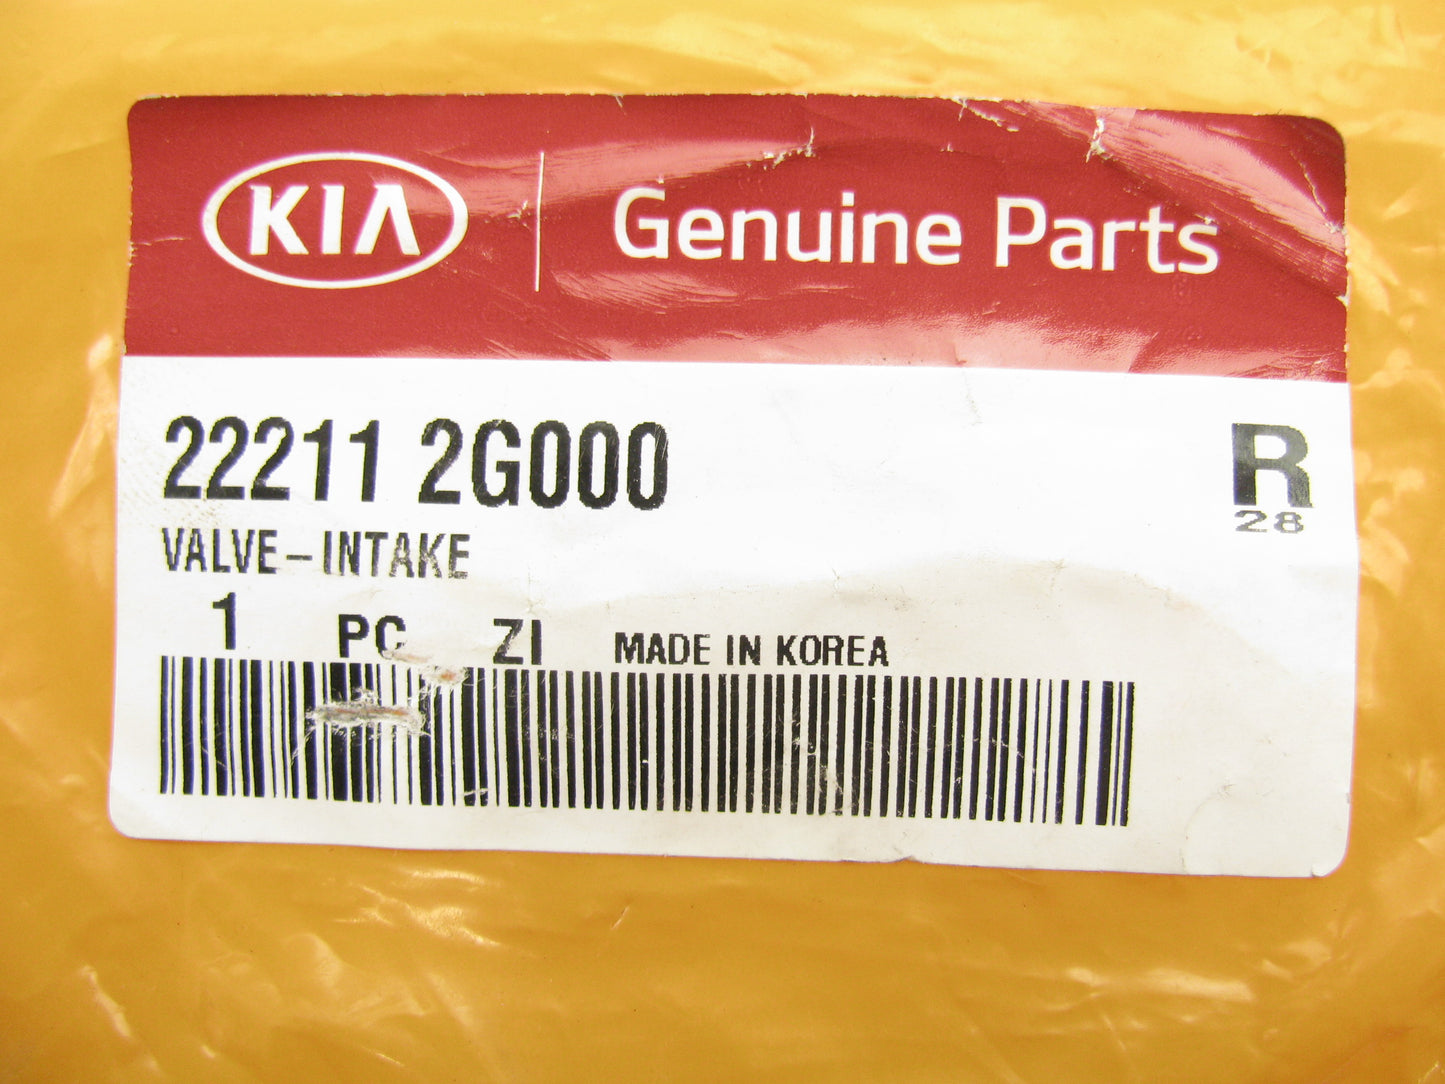 KIA Genuine Parts
22211 2G000 R
28
VALVE-INTAKE
1 PC ZI MADE IN KOREA